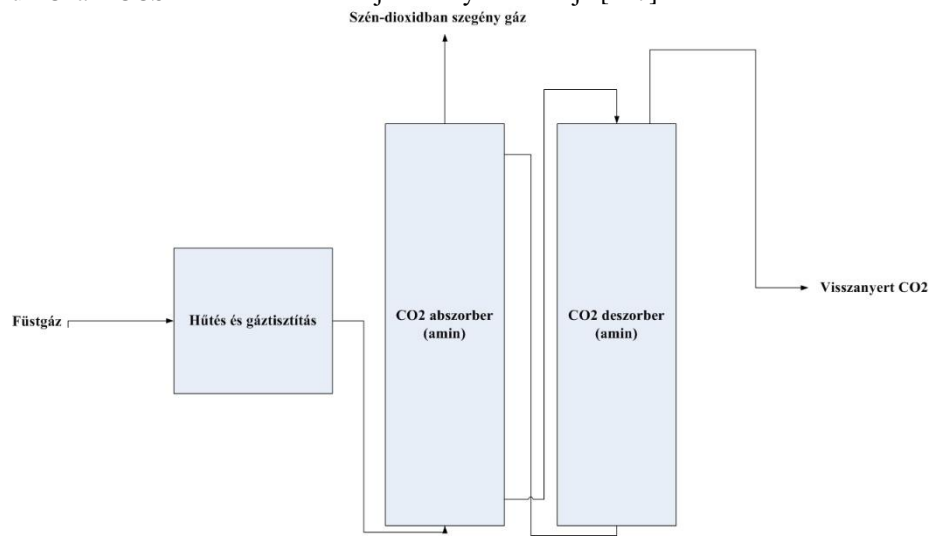 Szén-dioxidban szegény gáz
Füstgáz
Hűtés és gáztisztítás
CO2 abszorber
(amin)
CO2 deszorber
(amin)
Visszanyert CO2